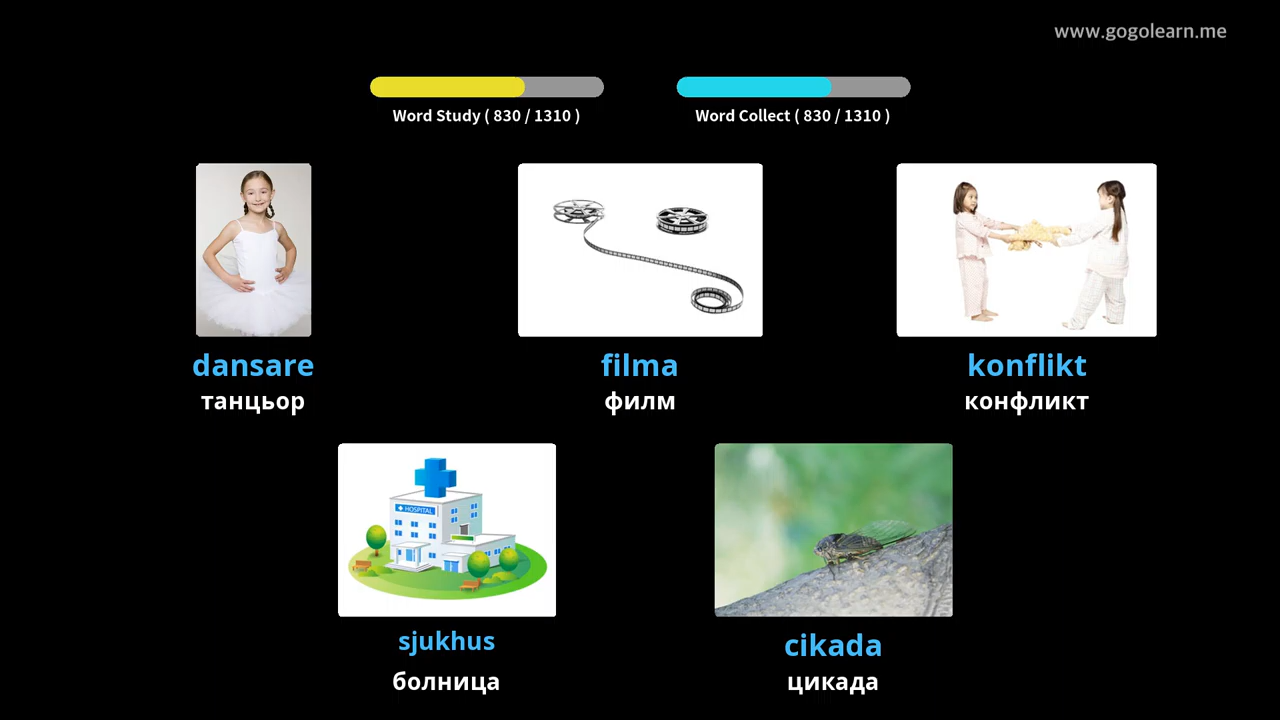 www.gogolearn.me
Word Study ( 830 / 1310 )
Word Collect ( 830 / 1310 )
dansare
filma
konflikt
танцьор
филм
конфликт
HOSPITAL
sjukhus
cikada
болница
цикада